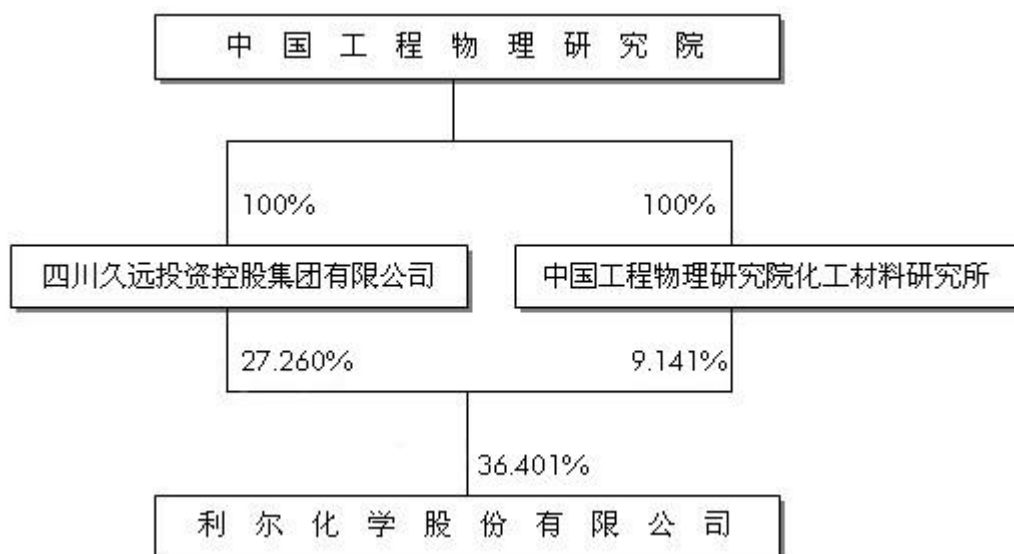 中国工程物理研究院
100%
100%
四川久远投资控股集团有限公司
中国工程物理研究院化工材料研究所
27.260%
9.141%
36.401%
利尔化学股份有限公司